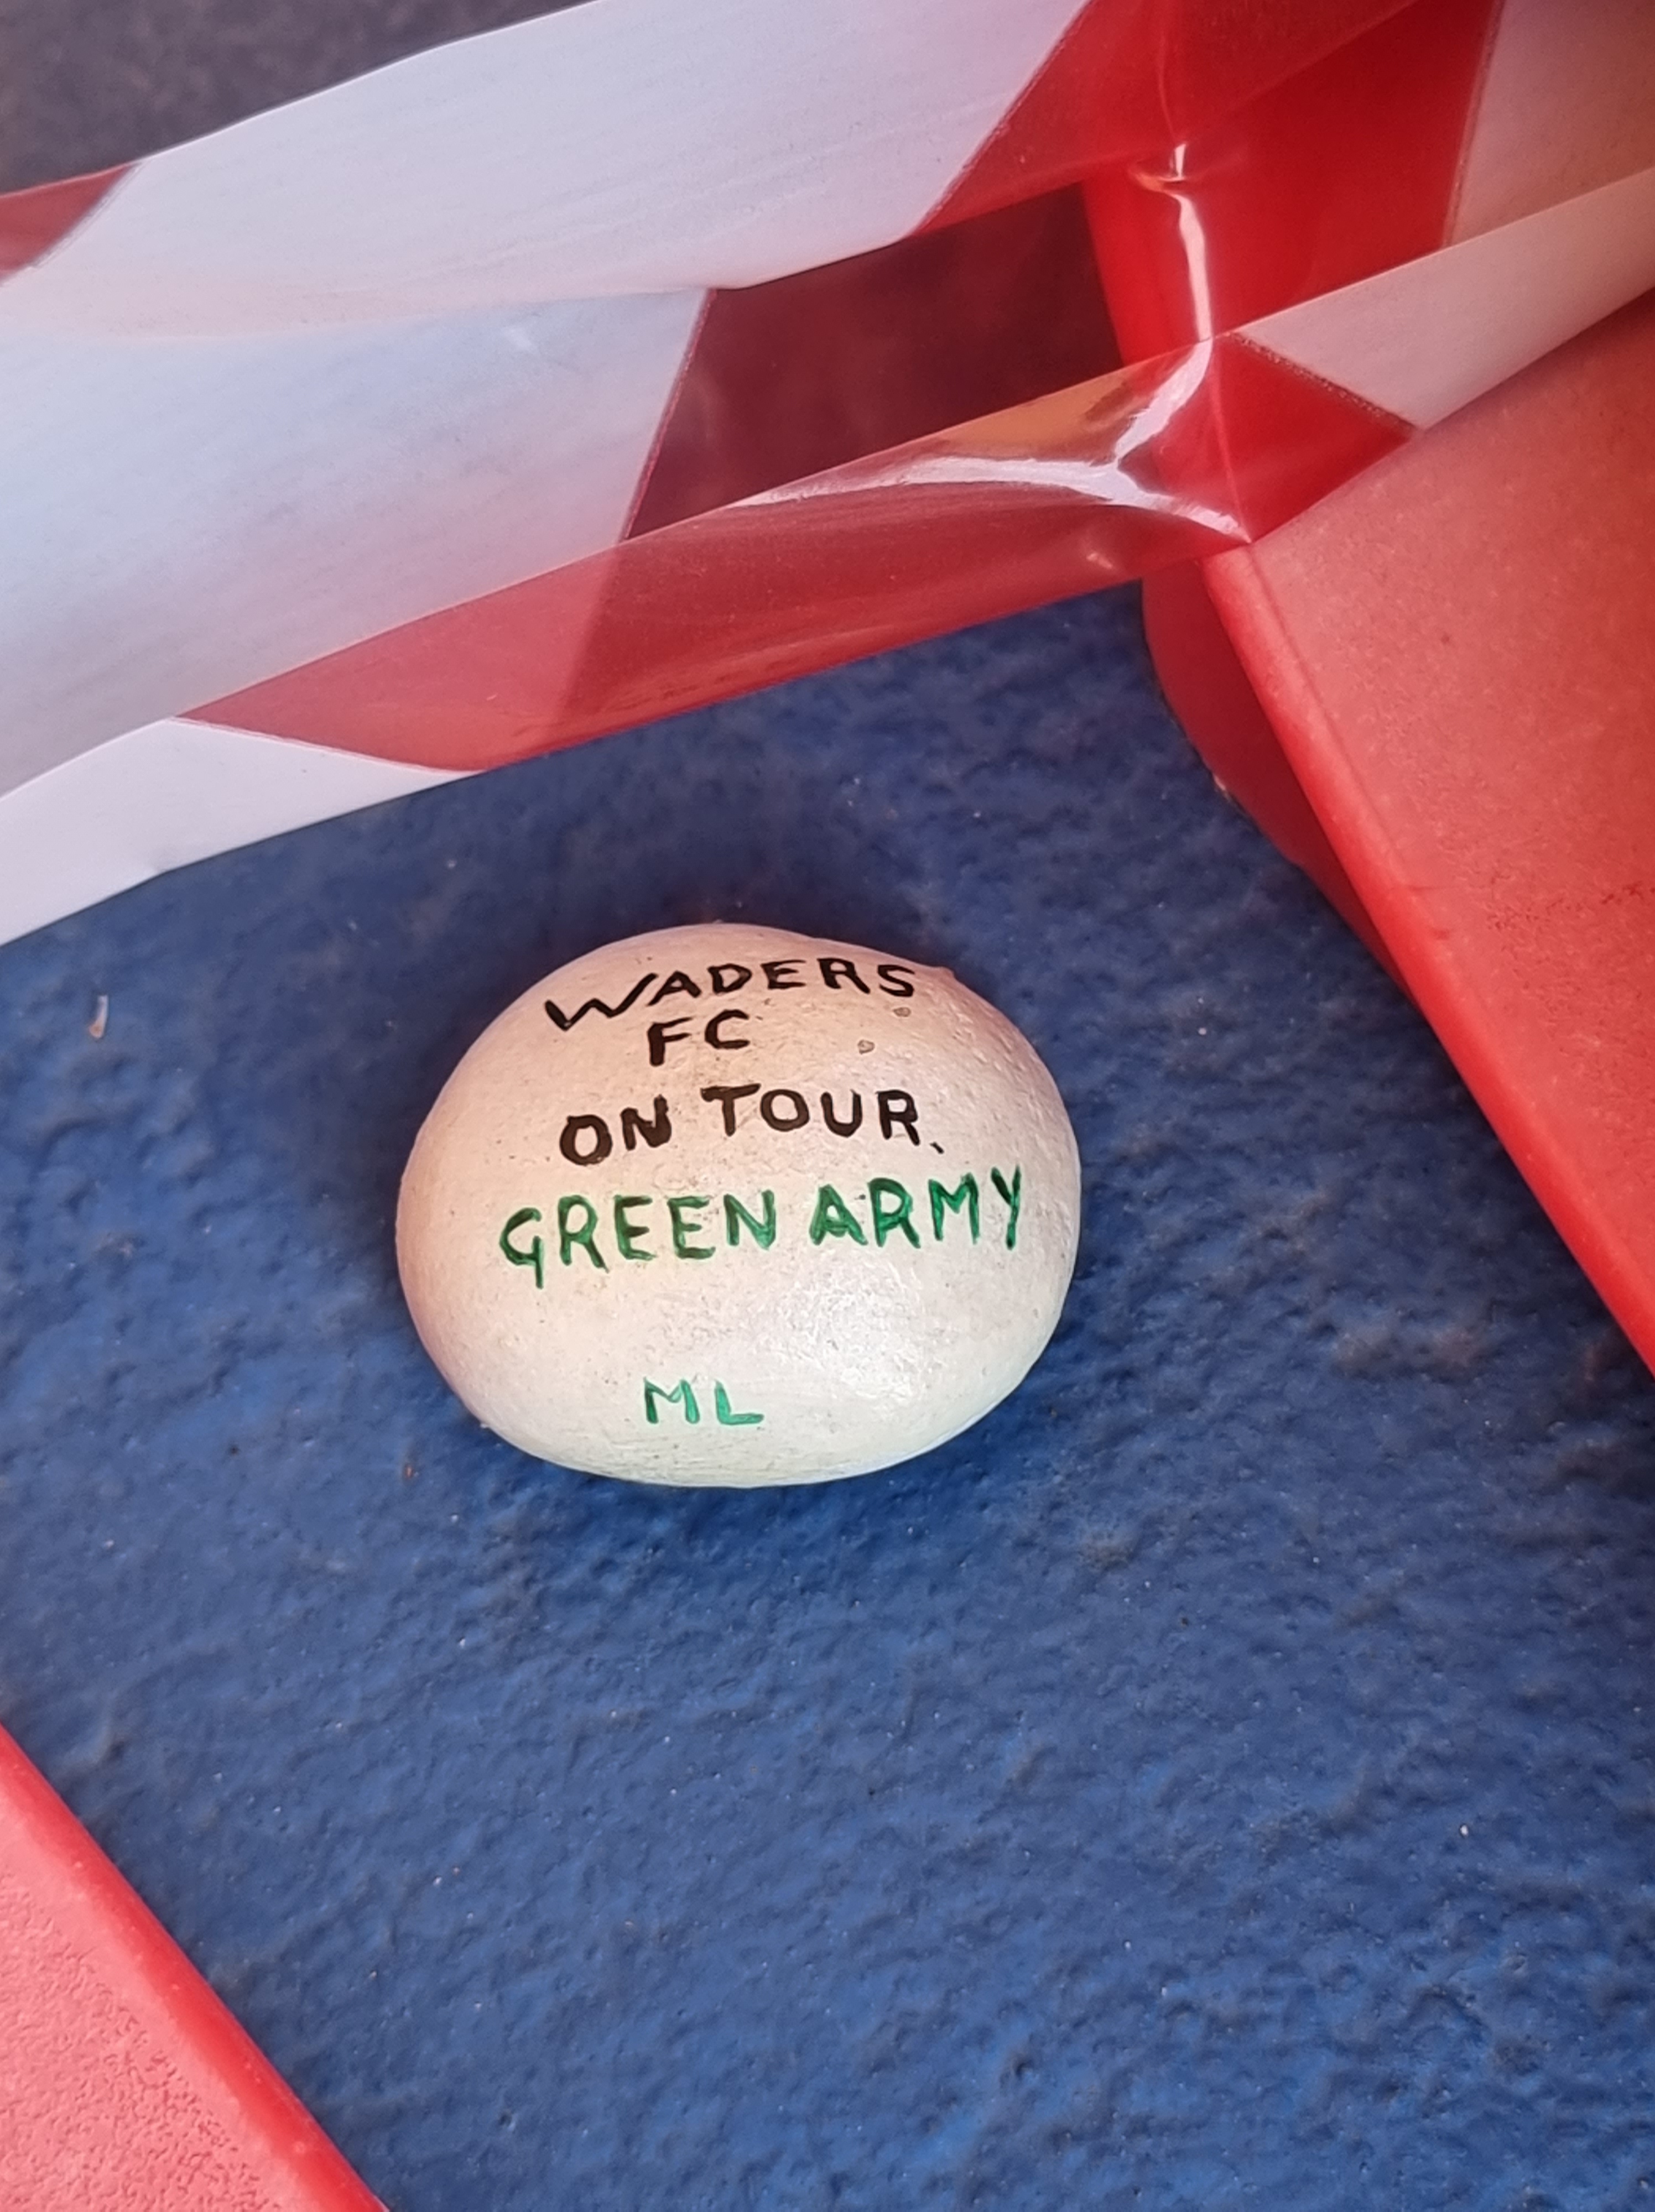 WADERS
FC
ON TOUR.
GREEN ARMY
ML